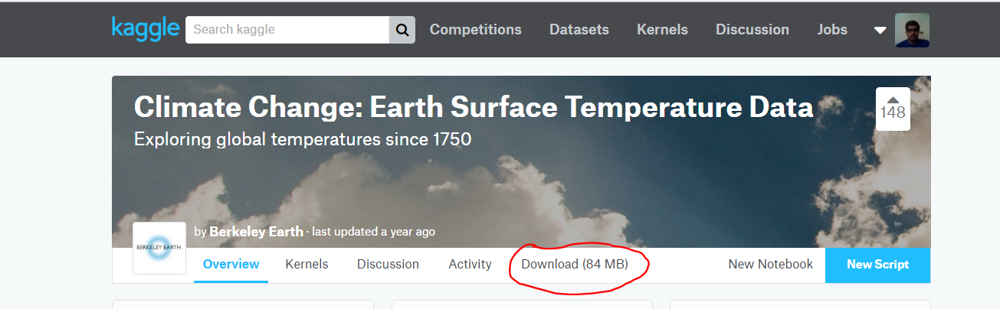 kaggle Search kaggle Competitions Datasets Kernels Discussion Jobs
Climate Change: Earth Surface Temperature Data
148
Exploring global temperatures since 1750
by Berkeley Earth · last updated a year ago
BERKELEY EARTH
Overview Kernels Discussion Activity Download (84 MB) New Notebook New Script